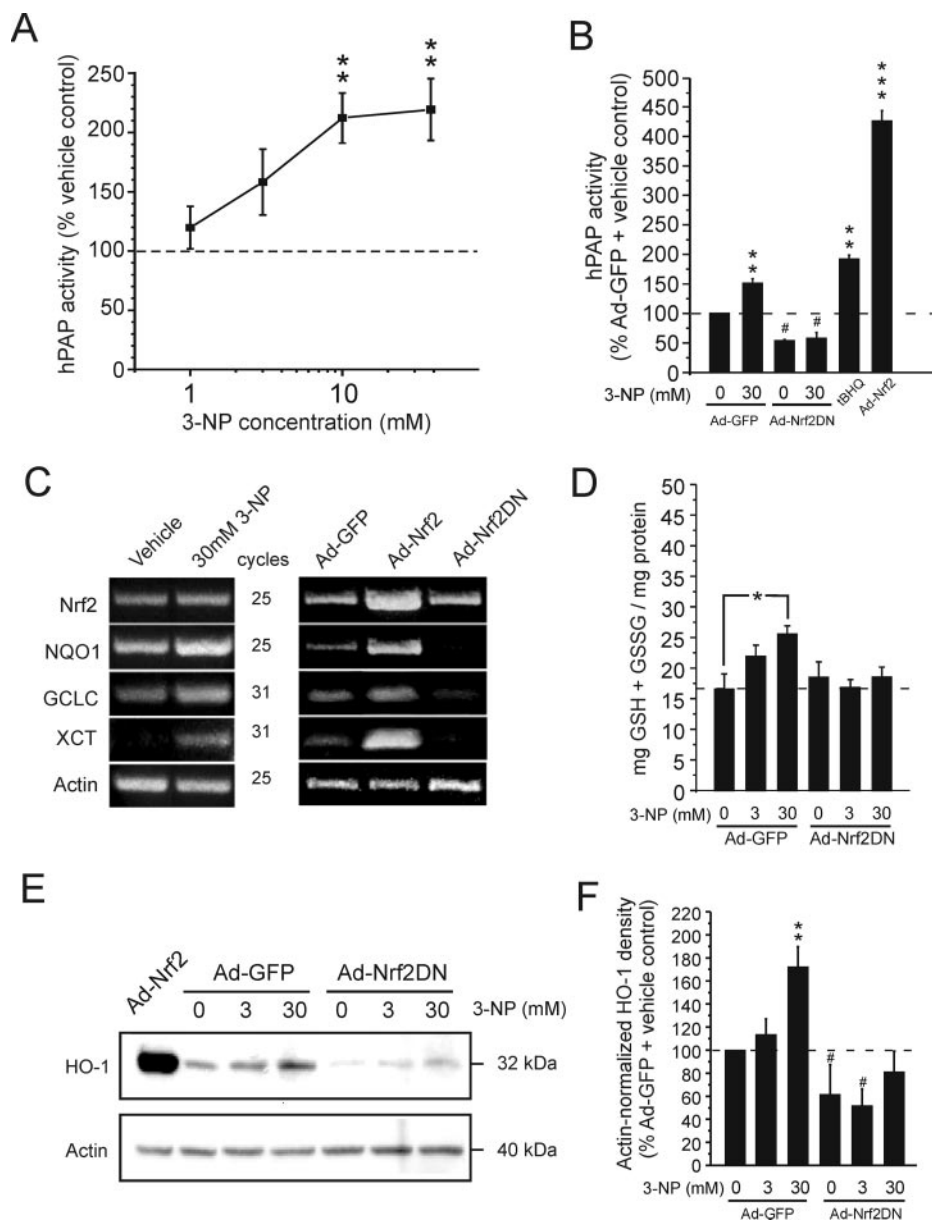 A
hPAP activity (% vehicle control)
250
200
150
100
50
0
1
10
3-NP concentration (mM)
* *
* *
B
hPAP activity
(% Ad-GFP + vehicle control)
500
450
400
350
300
250
200
150
100
50
0
* *
#
#
* *
* * *
3-NP (mM)
0 30 0 30 tBHQ Ad-Nrf2
Ad-GFP Ad-Nrf2DN
C
Vehicle 30mM 3-NP cycles Ad-GFP Ad-Nrf2 Ad-Nrf2DN
Nrf2 25
NQO1 25
GCLC 31
XCT 31
Actin 25
D
mg GSH + GSSG / mg protein
50
45
40
35
30
25
20
15
10
5
0
*
3-NP (mM) 0 3 30 0 3 30
Ad-GFP Ad-Nrf2DN
E
Ad-Nrf2 Ad-GFP Ad-Nrf2DN
0 3 30 0 3 30 3-NP (mM)
HO-1 32 kDa
Actin 40 kDa
F
Actin-normalized HO-1 density
(% Ad-GFP + vehicle control)
220
200
180
160
140
120
100
80
60
40
20
0
* *
#
#
3-NP (mM) 0 3 30 0 3 30
Ad-GFP Ad-Nrf2DN